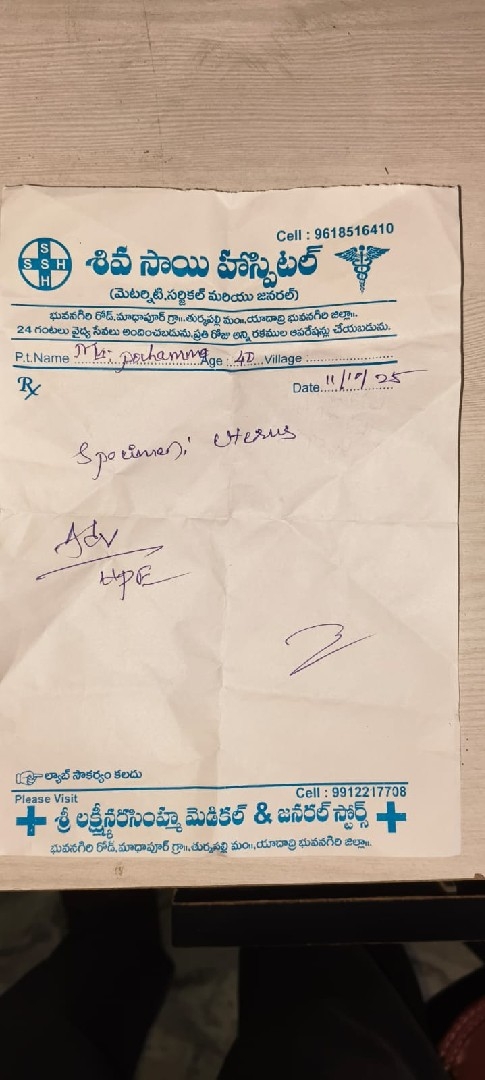 Cell : 9618516410
S
S S H
H
శివ సాయి హాస్పిటల్
(మెటర్నిటి,సర్జికల్ మరియు జనరల్)
భువనగిరి రోడ్,మాధాపూర్ గ్రా॥.తుర్కపల్లి మం॥,యాదాద్రి భువనగిరి జిల్లా॥.
24 గంటలు వైద్య సేవలు అందించబడును,ప్రతి రోజు అన్ని రకముల ఆపరేషన్లు చేయబడును.
P.t.Name Mrs: pochamma Age : 40 Village
Rx
Date 11/10/25
Specimen: Uterus
Adv
HPE
ల్యాబ్ సౌకర్యం కలదు
Please Visit
Cell : 9912217708
శ్రీ లక్ష్మీనరసింహ్మ మెడికల్ & జనరల్ స్టోర్స్
భువనగిరి రోడ్,మాధాపూర్ గ్రా॥.తుర్కపల్లి మం॥,యాదాద్రి భువనగిరి జిల్లా॥.